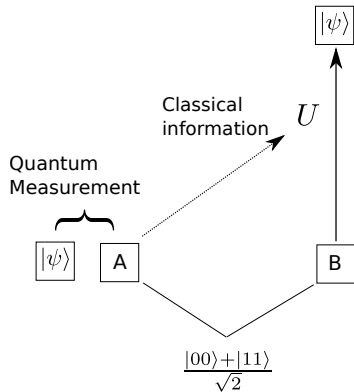 |ψ⟩
Classical
information
U
Quantum
Measurement
|ψ⟩
A
B
|00⟩+|11⟩
√2